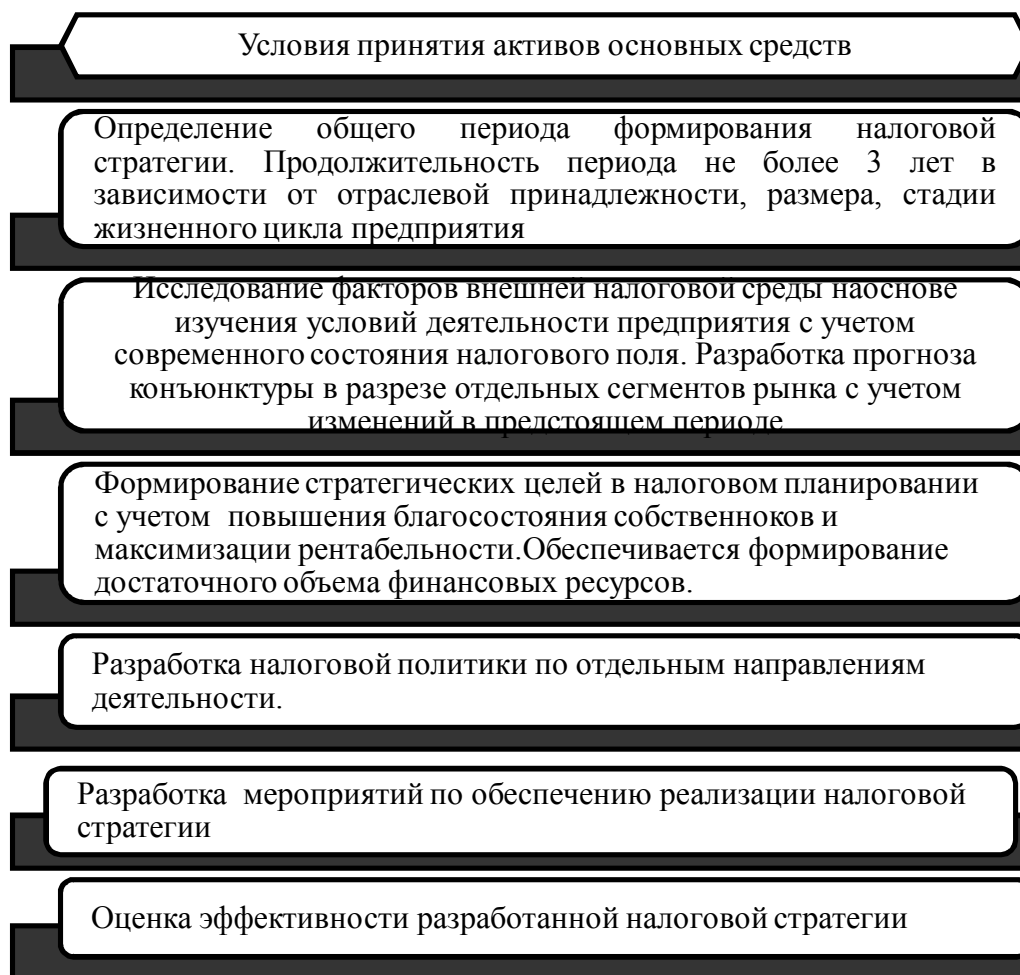 Условия принятия активов основных средств
Определение общего периода формирования налоговой
стратегии. Продолжительность периода не более 3 лет в
зависимости от отраслевой принадлежности, размера, стадии
жизненного цикла предприятия
Исследование факторов внешней налоговой среды наоснове
изучения условий деятельности предприятия с учетом
современного состояния налогового поля. Разработка прогноза
конъюнктуры в разрезе отдельных сегментов рынка с учетом
изменений в предстоящем периоде
Формирование стратегических целей в налоговом планировании
с учетом повышения благосостояния собственноков и
максимизации рентабельности.Обеспечивается формирование
достаточного объема финансовых ресурсов.
Разработка налоговой политики по отдельным направлениям
деятельности.
Разработка мероприятий по обеспечению реализации налоговой
стратегии
Оценка эффективности разработанной налоговой стратегии